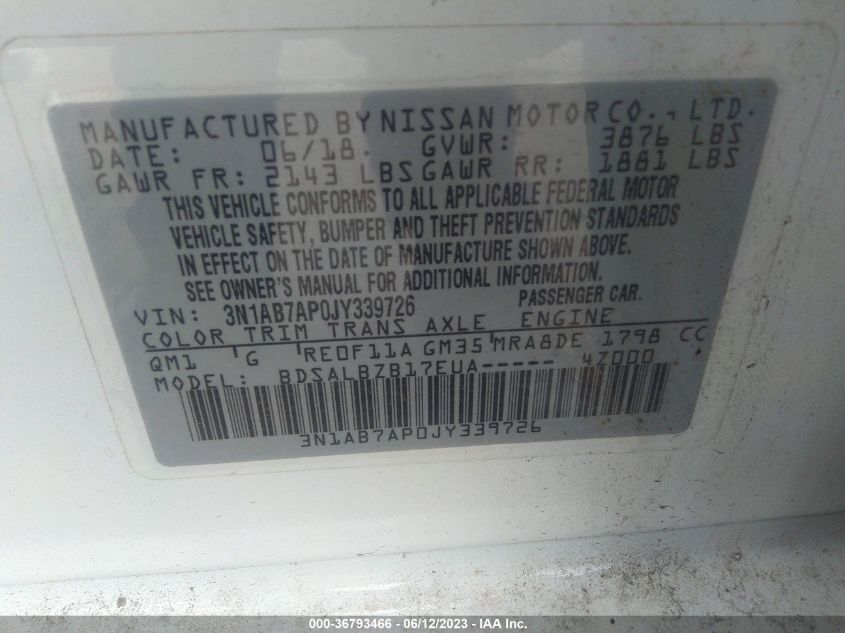 MANUFACTURED BY NISSAN MOTOR CO., LTD.
DATE: 06/18. GVWR: 3876 LBS
GAWR FR: 2143 LBS GAWR RR: 1881 LBS
THIS VEHICLE CONFORMS TO ALL APPLICABLE FEDERAL MOTOR
VEHICLE SAFETY, BUMPER AND THEFT PREVENTION STANDARDS
IN EFFECT ON THE DATE OF MANUFACTURE SHOWN ABOVE.
SEE OWNER'S MANUAL FOR ADDITIONAL INFORMATION.
VIN: 3N1AB7AP0JY339726 PASSENGER CAR.
COLOR TRIM TRANS AXLE ENGINE
QM1 G RE0F11A GM35 MRA8DE 1798 CC
MODEL: BDSALBZB17EUA----- 4Z000
3N1AB7AP0JY339726
000-36793466 - 06/12/2023 - IAA Inc.